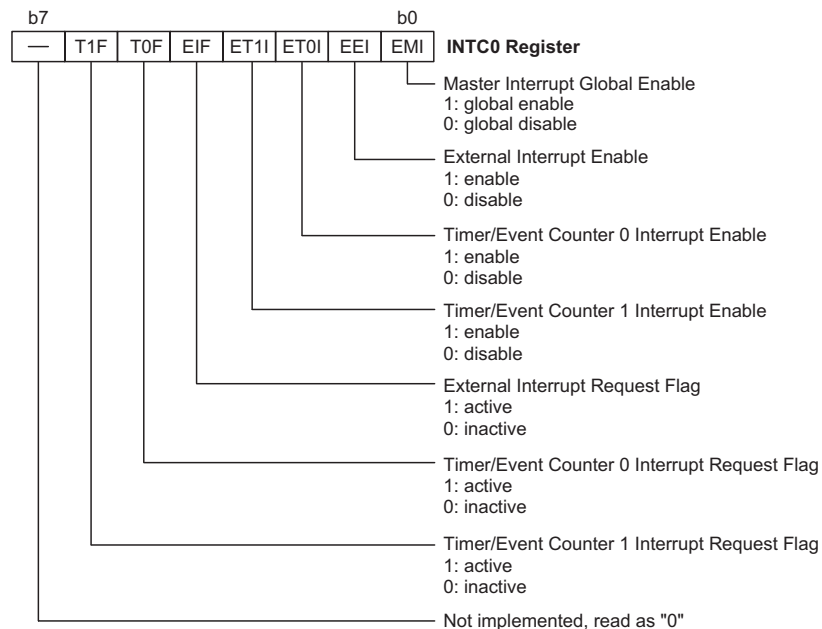 b7 b0
— T1F T0F EIF ET1I ET0I EEI EMI INTC0 Register
Master Interrupt Global Enable
1: global enable
0: global disable
External Interrupt Enable
1: enable
0: disable
Timer/Event Counter 0 Interrupt Enable
1: enable
0: disable
Timer/Event Counter 1 Interrupt Enable
1: enable
0: disable
External Interrupt Request Flag
1: active
0: inactive
Timer/Event Counter 0 Interrupt Request Flag
1: active
0: inactive
Timer/Event Counter 1 Interrupt Request Flag
1: active
0: inactive
Not implemented, read as "0"